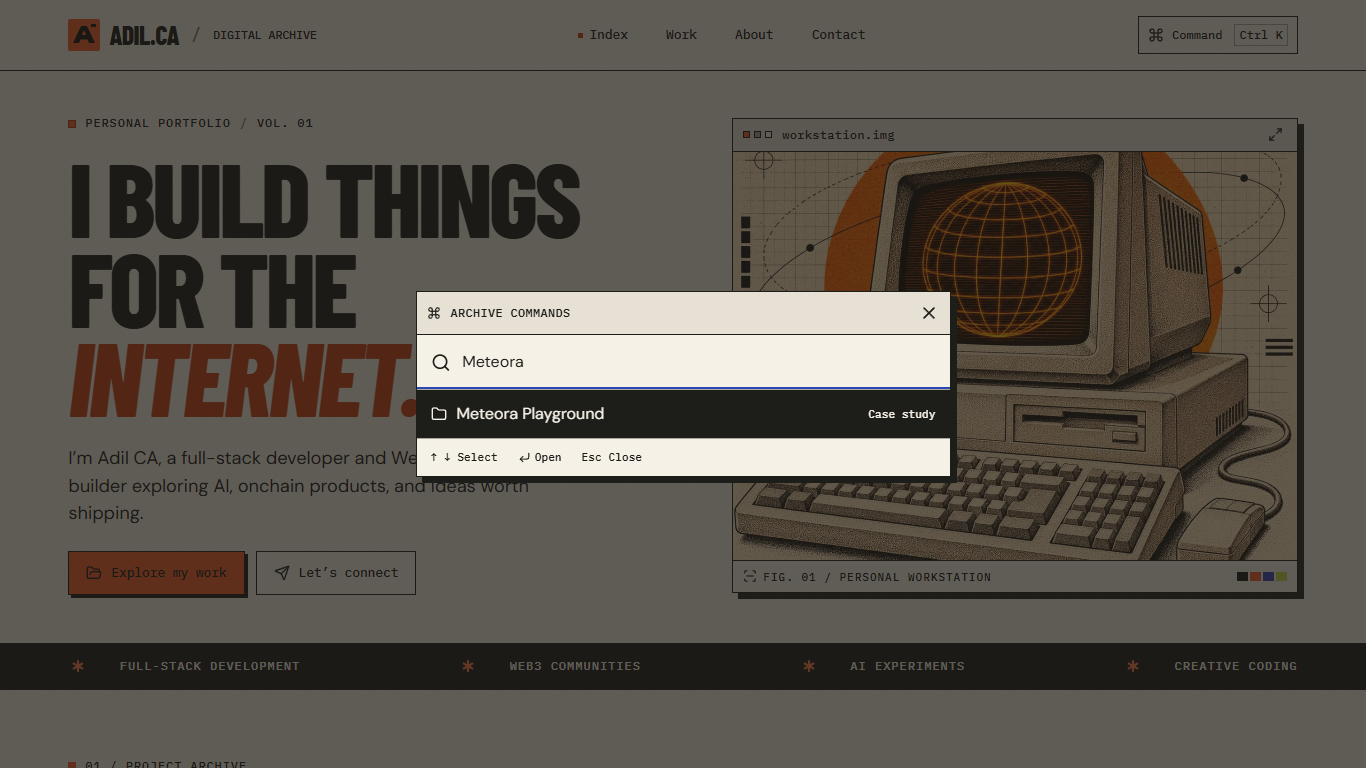 A ADIL.CA / DIGITAL ARCHIVE
Index
Work
About
Contact
Command Ctrl K
PERSONAL PORTFOLIO / VOL. 01
I BUILD THINGS
FOR THE
INTERNET.
I'm Adil CA, a full-stack developer and We
builder exploring AI, onchain products, and ideas worth
shipping.
Explore my work
Let's connect
workstation.img
FIG. 01 / PERSONAL WORKSTATION
ARCHIVE COMMANDS
Meteora
Meteora Playground
Case study
↑ ↓ Select
Open
Esc Close
FULL-STACK DEVELOPMENT
WEB3 COMMUNITIES
AI EXPERIMENTS
CREATIVE CODING
01 / PROJECT ARCHIVE